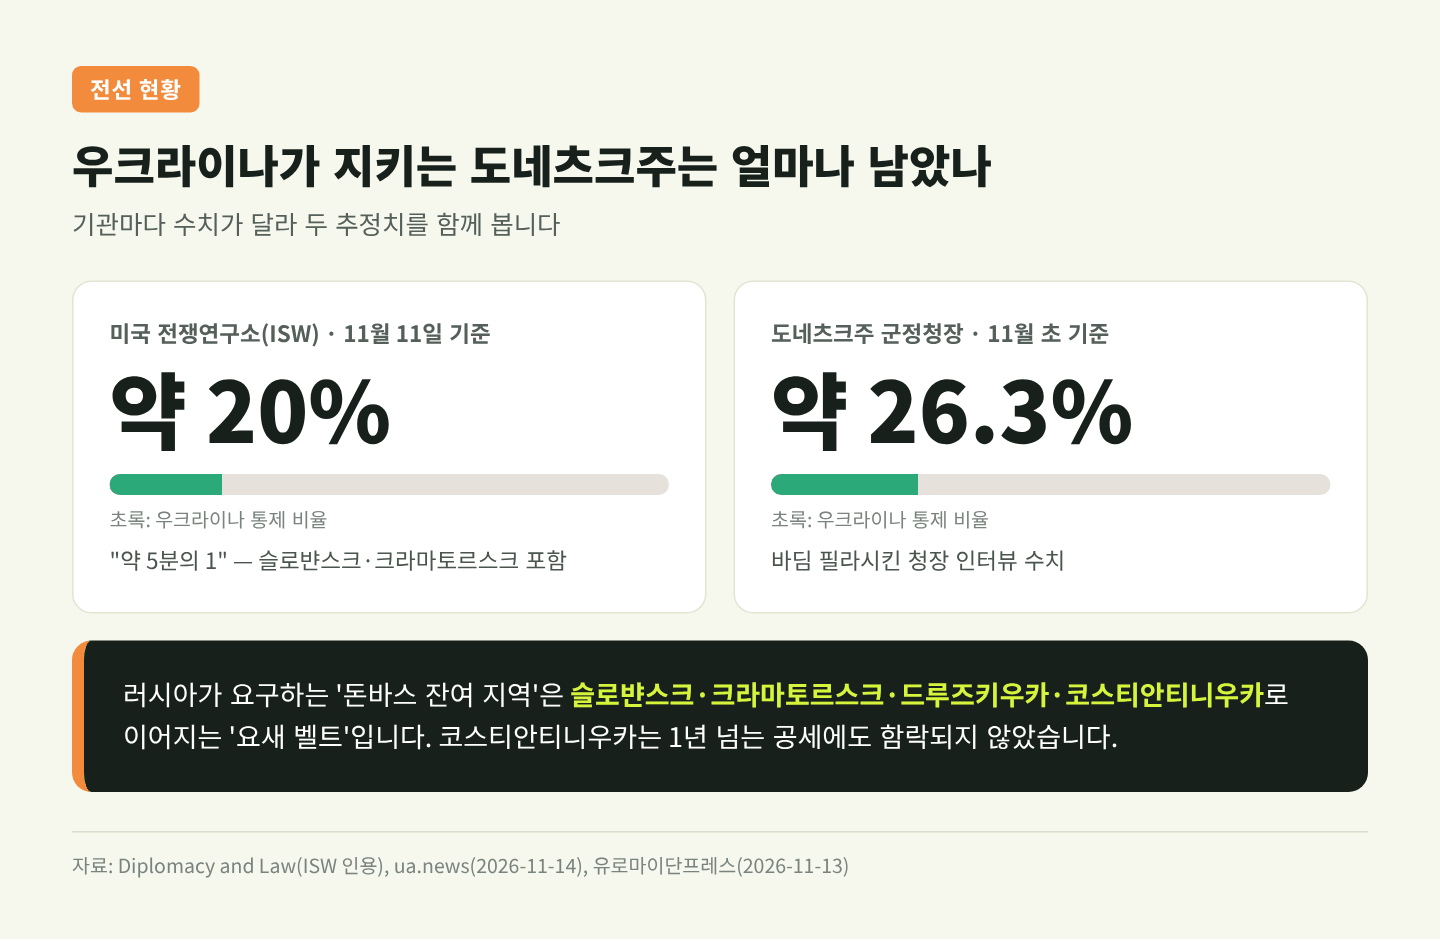 전선 현황
우크라이나가 지키는 도네츠크주는 얼마나 남았나
기관마다 수치가 달라 두 추정치를 함께 봅니다
미국 전쟁연구소(ISW) · 11월 11일 기준
약 20%
초록: 우크라이나 통제 비율
"약 5분의 1" — 슬로뱐스크·크라마토르스크 포함
도네츠크주 군정청장 · 11월 초 기준
약 26.3%
초록: 우크라이나 통제 비율
바딤 필라시킨 청장 인터뷰 수치
러시아가 요구하는 '돈바스 잔여 지역'은 슬로뱐스크·크라마토르스크·드루즈키우카·코스티안티니우카로
이어지는 '요새 벨트'입니다. 코스티안티니우카는 1년 넘는 공세에도 함락되지 않았습니다.
자료: Diplomacy and Law(ISW 인용), ua.news(2026-11-14), 유로마이단프레스(2026-11-13)